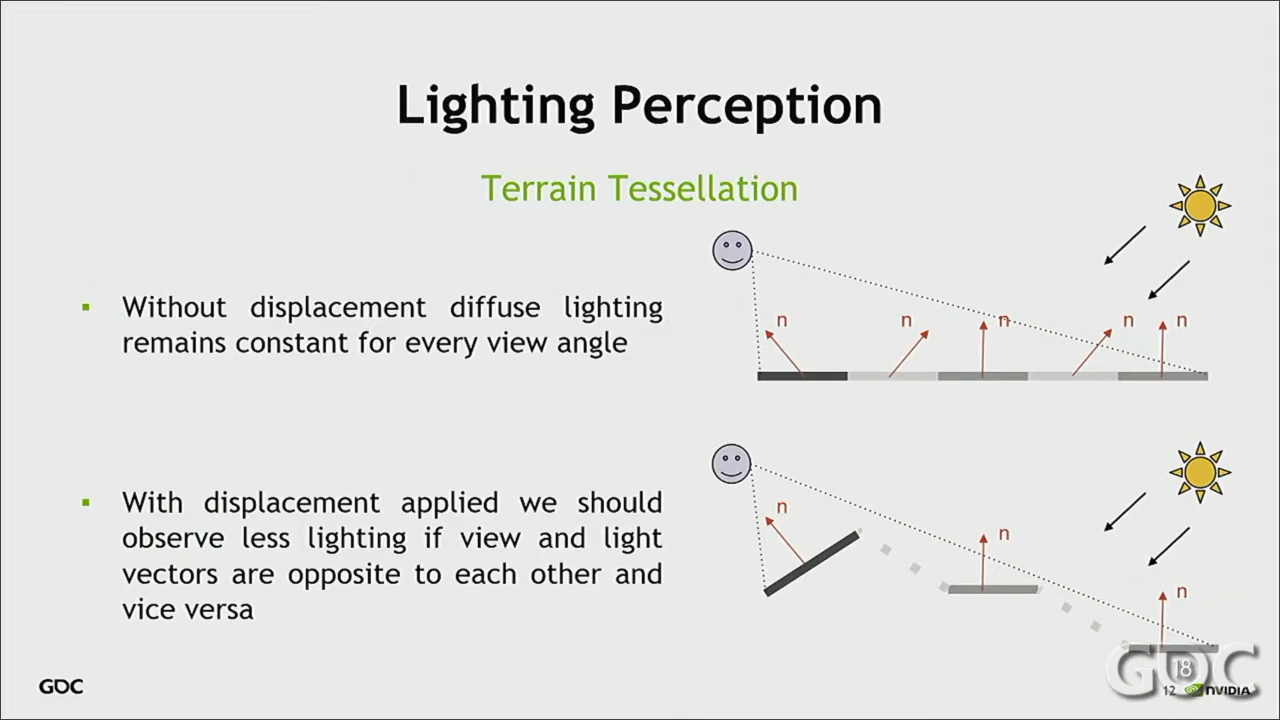 Lighting Perception
Terrain Tessellation
▪ Without displacement diffuse lighting
remains constant for every view angle
n n n n n
▪ With displacement applied we should
observe less lighting if view and light
vectors are opposite to each other and
vice versa
n
n
n
GDC
GDC 18
12 NVIDIA